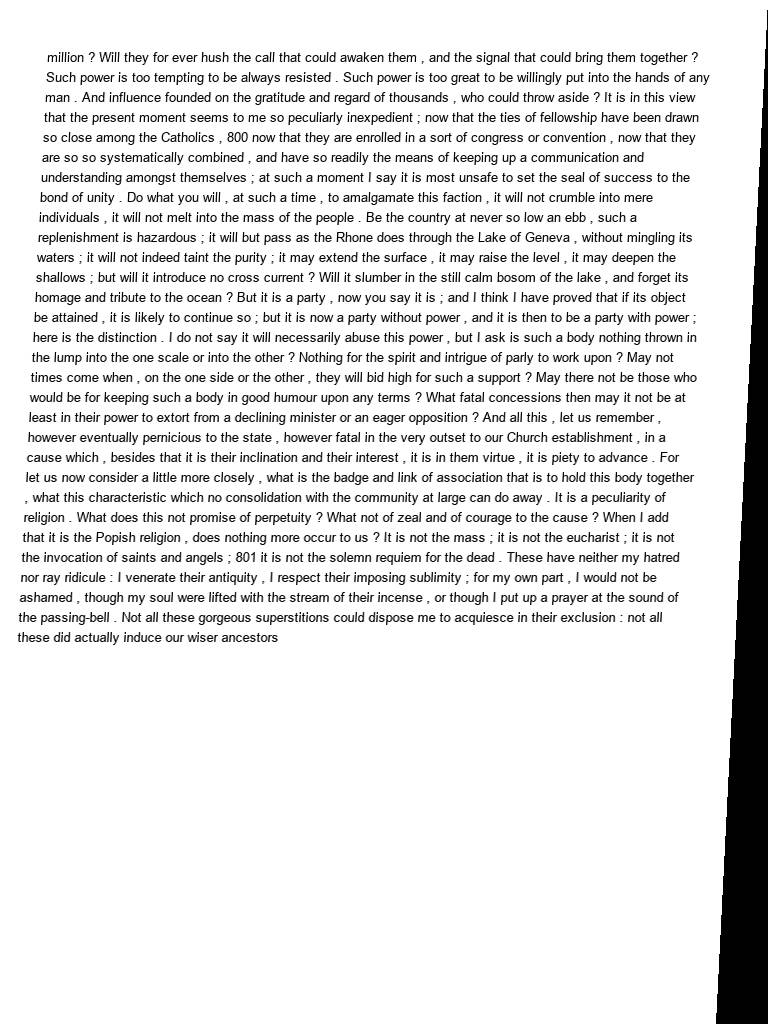 million ? Will they for ever hush the call that could awaken them , and the signal that could bring them together ?
Such power is too tempting to be always resisted . Such power is too great to be willingly put into the hands of any
man . And influence founded on the gratitude and regard of thousands , who could throw aside ? It is in this view
that the present moment seems to me so peculiarly inexpedient ; now that the ties of fellowship have been drawn
so close among the Catholics , 800 now that they are enrolled in a sort of congress or convention , now that they
are so so systematically combined , and have so readily the means of keeping up a communication and
understanding amongst themselves ; at such a moment I say it is most unsafe to set the seal of success to the
bond of unity . Do what you will , at such a time , to amalgamate this faction , it will not crumble into mere
individuals , it will not melt into the mass of the people . Be the country at never so low an ebb , such a
replenishment is hazardous ; it will but pass as the Rhone does through the Lake of Geneva , without mingling its
waters ; it will not indeed taint the purity ; it may extend the surface , it may raise the level , it may deepen the
shallows ; but will it introduce no cross current ? Will it slumber in the still calm bosom of the lake , and forget its
homage and tribute to the ocean ? But it is a party , now you say it is ; and I think I have proved that if its object
be attained , it is likely to continue so ; but it is now a party without power , and it is then to be a party with power ;
here is the distinction . I do not say it will necessarily abuse this power , but I ask is such a body nothing thrown in
the lump into the one scale or into the other ? Nothing for the spirit and intrigue of parly to work upon ? May not
times come when , on the one side or the other , they will bid high for such a support ? May there not be those who
would be for keeping such a body in good humour upon any terms ? What fatal concessions then may it not be at
least in their power to extort from a declining minister or an eager opposition ? And all this , let us remember ,
however eventually pernicious to the state , however fatal in the very outset to our Church establishment , in a
cause which , besides that it is their inclination and their interest , it is in them virtue , it is piety to advance . For
let us now consider a little more closely , what is the badge and link of association that is to hold this body together
, what this characteristic which no consolidation with the community at large can do away . It is a peculiarity of
religion . What does this not promise of perpetuity ? What not of zeal and of courage to the cause ? When I add
that it is the Popish religion , does nothing more occur to us ? It is not the mass ; it is not the eucharist ; it is not
the invocation of saints and angels ; 801 it is not the solemn requiem for the dead . These have neither my hatred
nor ray ridicule : I venerate their antiquity , I respect their imposing sublimity ; for my own part , I would not be
ashamed , though my soul were lifted with the stream of their incense , or though I put up a prayer at the sound of
the passing-bell . Not all these gorgeous superstitions could dispose me to acquiesce in their exclusion : not all
these did actually induce our wiser ancestors